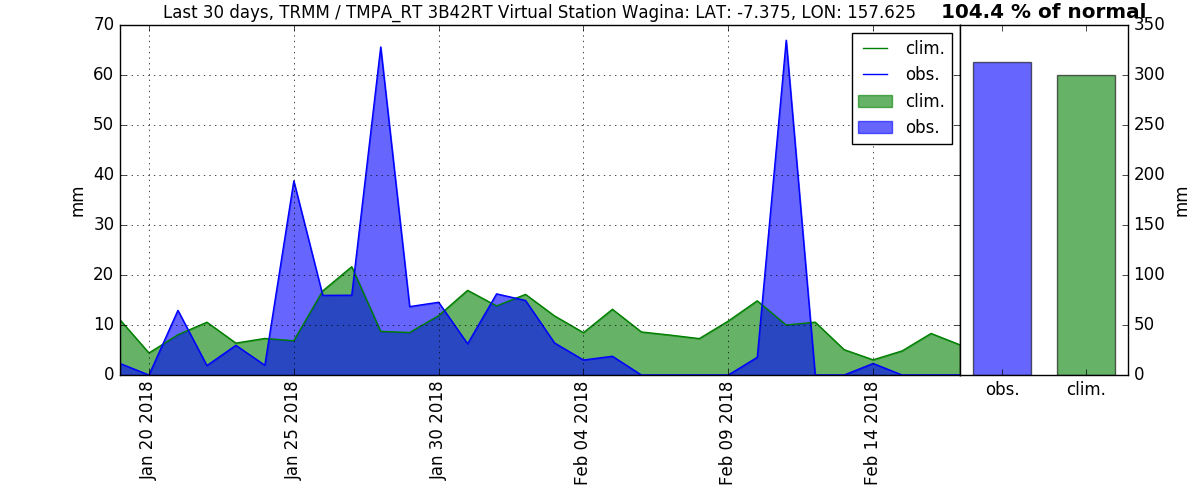 Last 30 days, TRMM / TMPA_RT 3B42RT Virtual Station Wagina: LAT: -7.375, LON: 157.625
104.4 % of normal
70
60
50
40
30
20
10
0
mm
clim.
obs.
clim.
obs.
Jan 20 2018
Jan 25 2018
Jan 30 2018
Feb 04 2018
Feb 09 2018
Feb 14 2018
obs.
clim.
350
300
250
200
150
100
50
0
mm